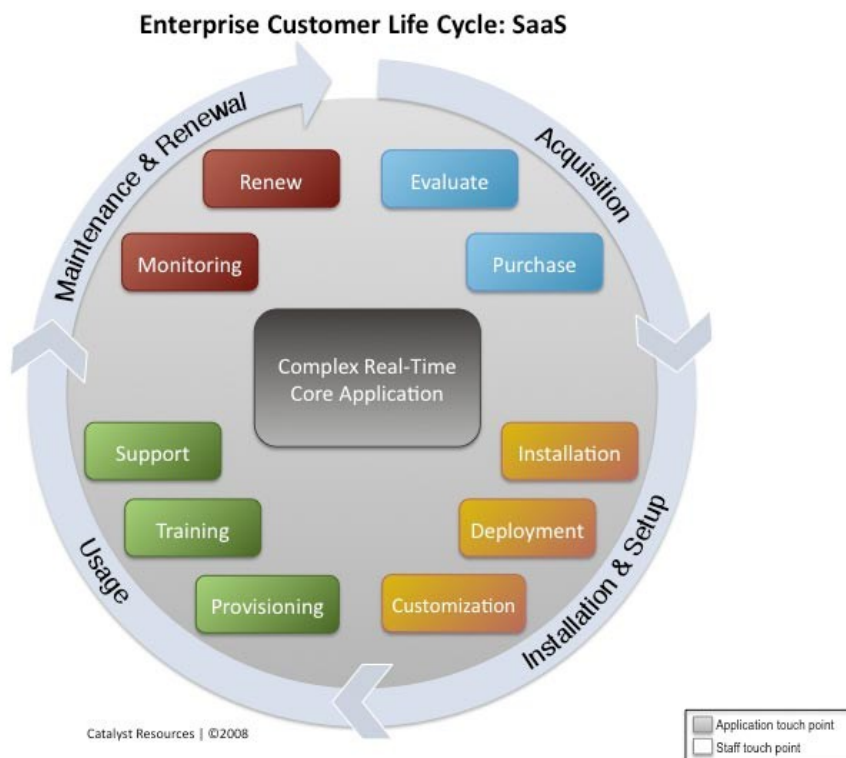 Enterprise Customer Life Cycle: SaaS
Maintenance & Renewal
Acquisition
Renew
Evaluate
Monitoring
Purchase
Complex Real-Time
Core Application
Support
Installation
Training
Deployment
Provisioning
Customization
Usage
Installation & Setup
Catalyst Resources | ©2008
Application touch point
Staff touch point